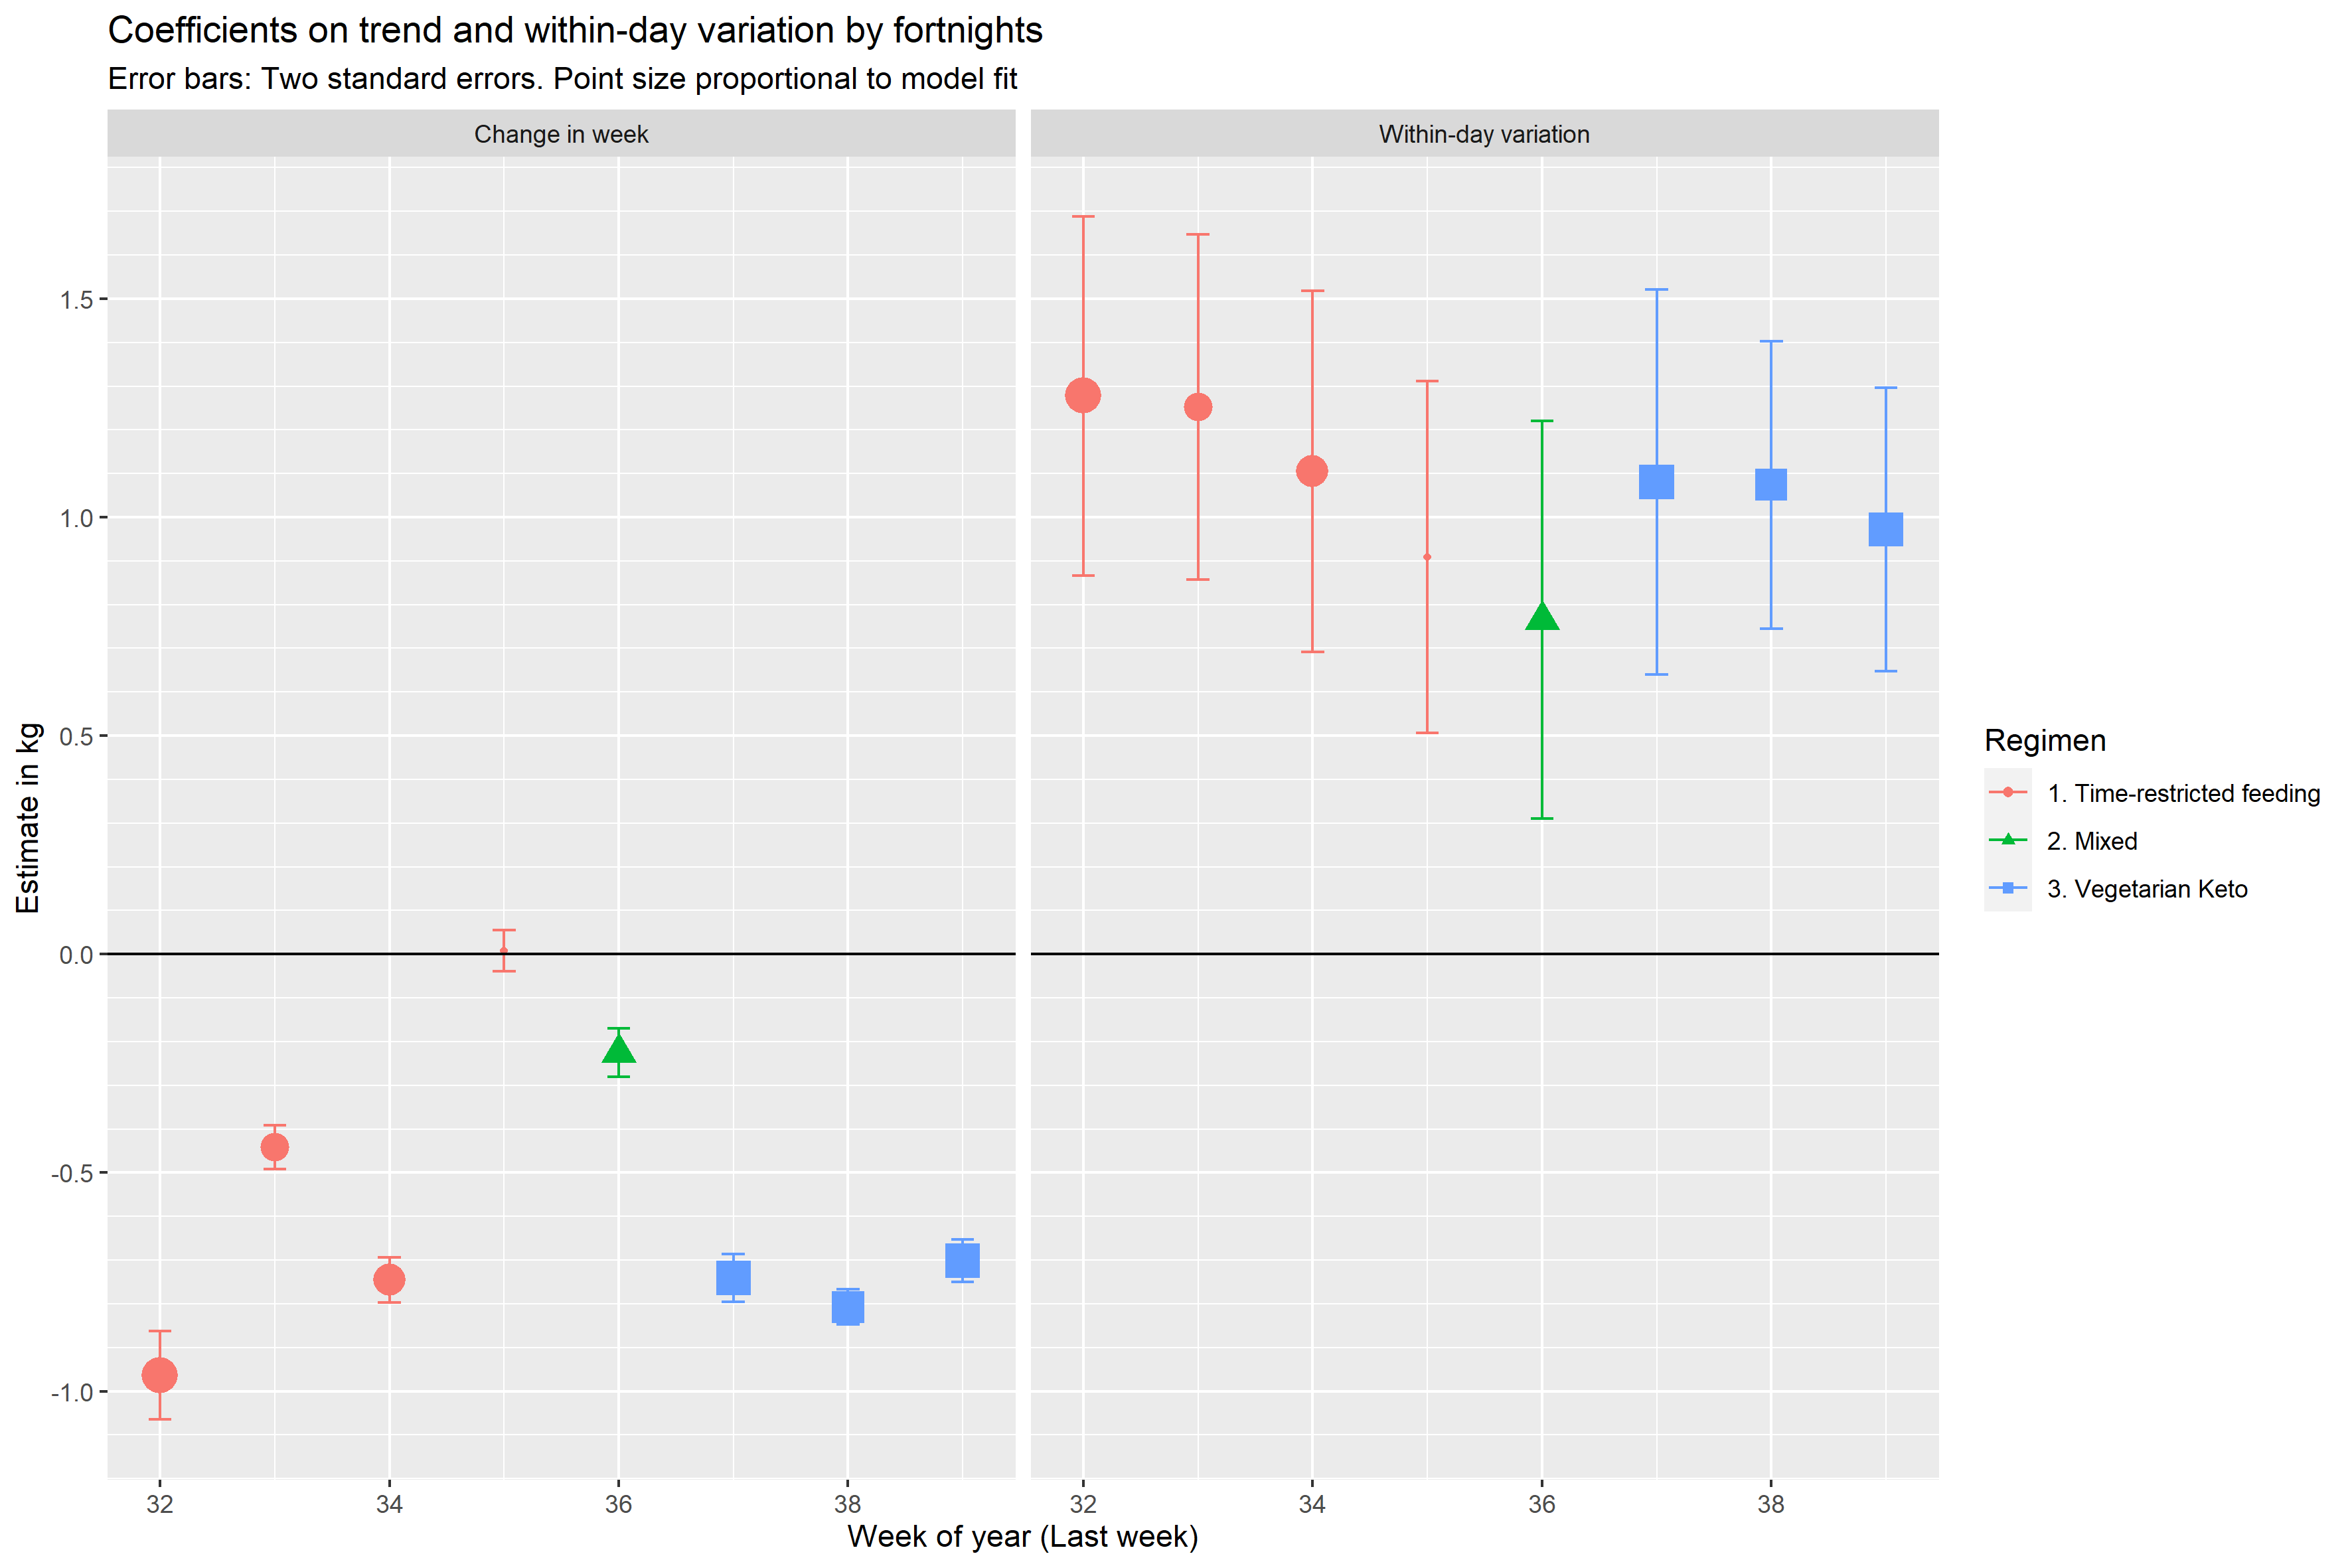 Coefficients on trend and within-day variation by fortnights
Error bars: Two standard errors. Point size proportional to model fit
Change in week
Within-day variation
Estimate in kg
1.5
1.0
0.5
0.0
-0.5
-1.0
32
34
36
38
32
34
36
38
Week of year (Last week)
Regimen
1. Time-restricted feeding
2. Mixed
3. Vegetarian Keto